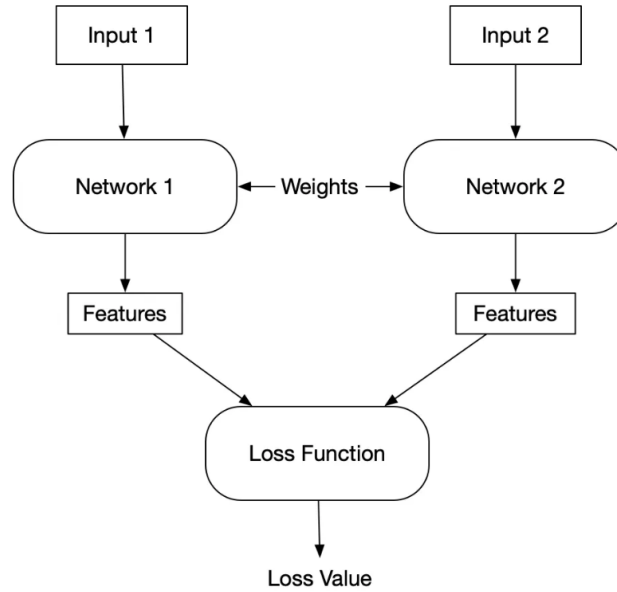 Input 1
Input 2
Network 1
Weights
Network 2
Features
Features
Loss Function
Loss Value